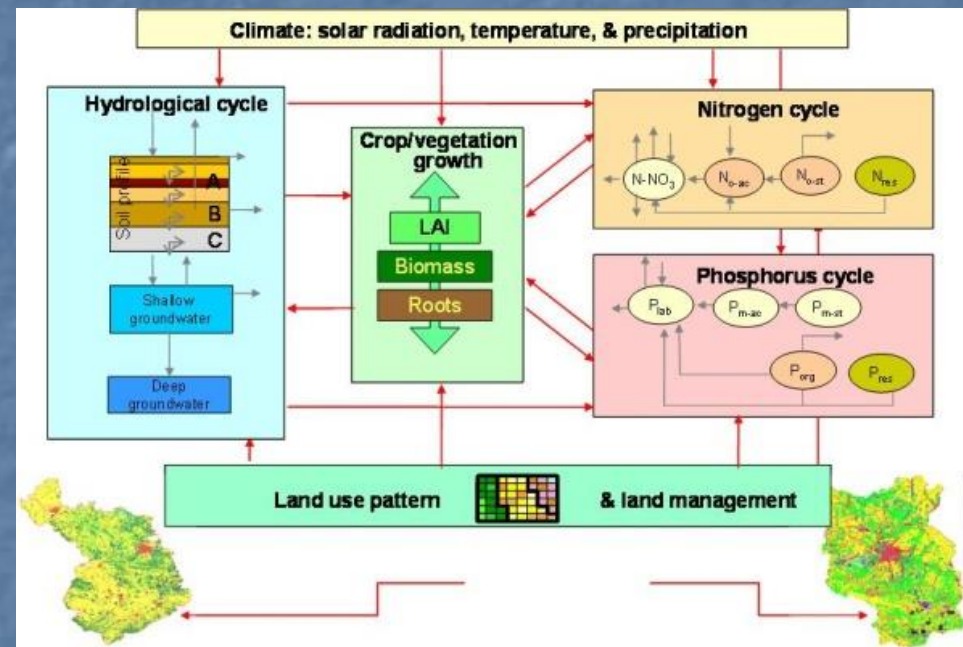 Climate: solar radiation, temperature, & precipitation
Hydrological cycle
Soil profile
A
B
C
Shallow
groundwater
Deep
groundwater
Crop/vegetation
growth
LAI
Biomass
Roots
Nitrogen cycle
N-NO₃
No-ac
No-st
Nres
Phosphorus cycle
Plab
Pm-ac
Pm-st
Porg
Pres
Land use pattern
& land management